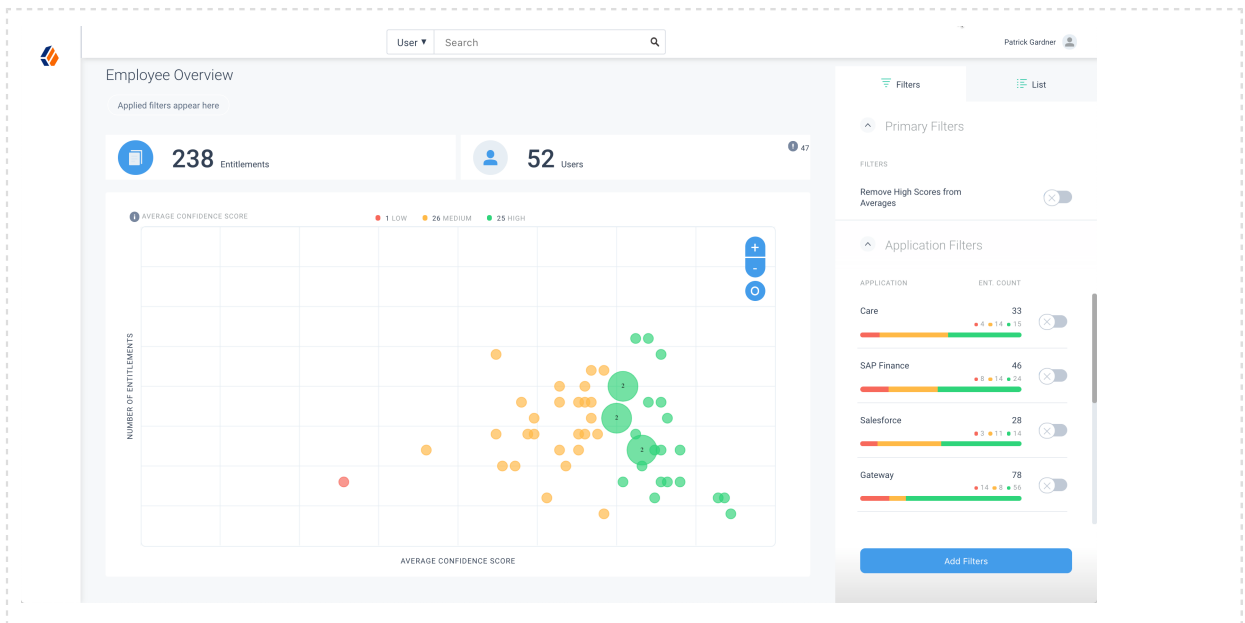 User ▼ Search
Patrick Gardner
Employee Overview
Applied filters appear here
238 Entitlements
52 Users
47
AVERAGE CONFIDENCE SCORE
1 LOW 26 MEDIUM 25 HIGH
+
-
NUMBER OF ENTITLEMENTS
2
2
2
AVERAGE CONFIDENCE SCORE
Filters
List
Primary Filters
FILTERS
Remove High Scores from
Averages
Application Filters
APPLICATION ENT. COUNT
Care 33
4 14 15
SAP Finance 46
8 14 24
Salesforce 28
3 11 14
Gateway 78
14 8 56
Add Filters